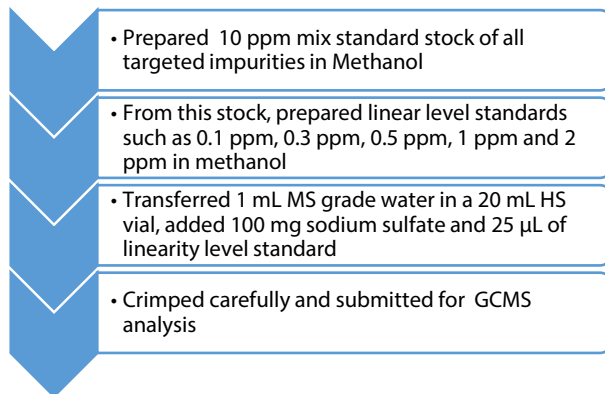 • Prepared 10 ppm mix standard stock of all
targeted impurities in Methanol
• From this stock, prepared linear level standards
such as 0.1 ppm, 0.3 ppm, 0.5 ppm, 1 ppm and 2
ppm in methanol
• Transferred 1 mL MS grade water in a 20 mL HS
vial, added 100 mg sodium sulfate and 25 µL of
linearity level standard
• Crimped carefully and submitted for GCMS
analysis